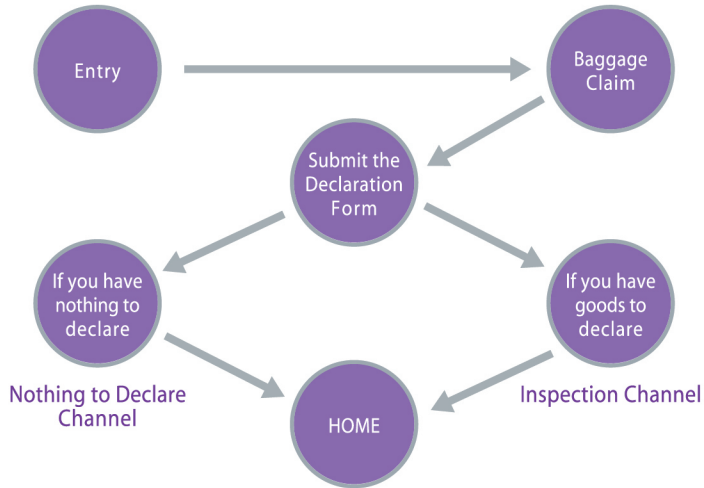 Entry
Baggage
Claim
Submit the
Declaration
Form
If you have
nothing to
declare
If you have
goods to
declare
Nothing to Declare
Channel
Inspection Channel
HOME